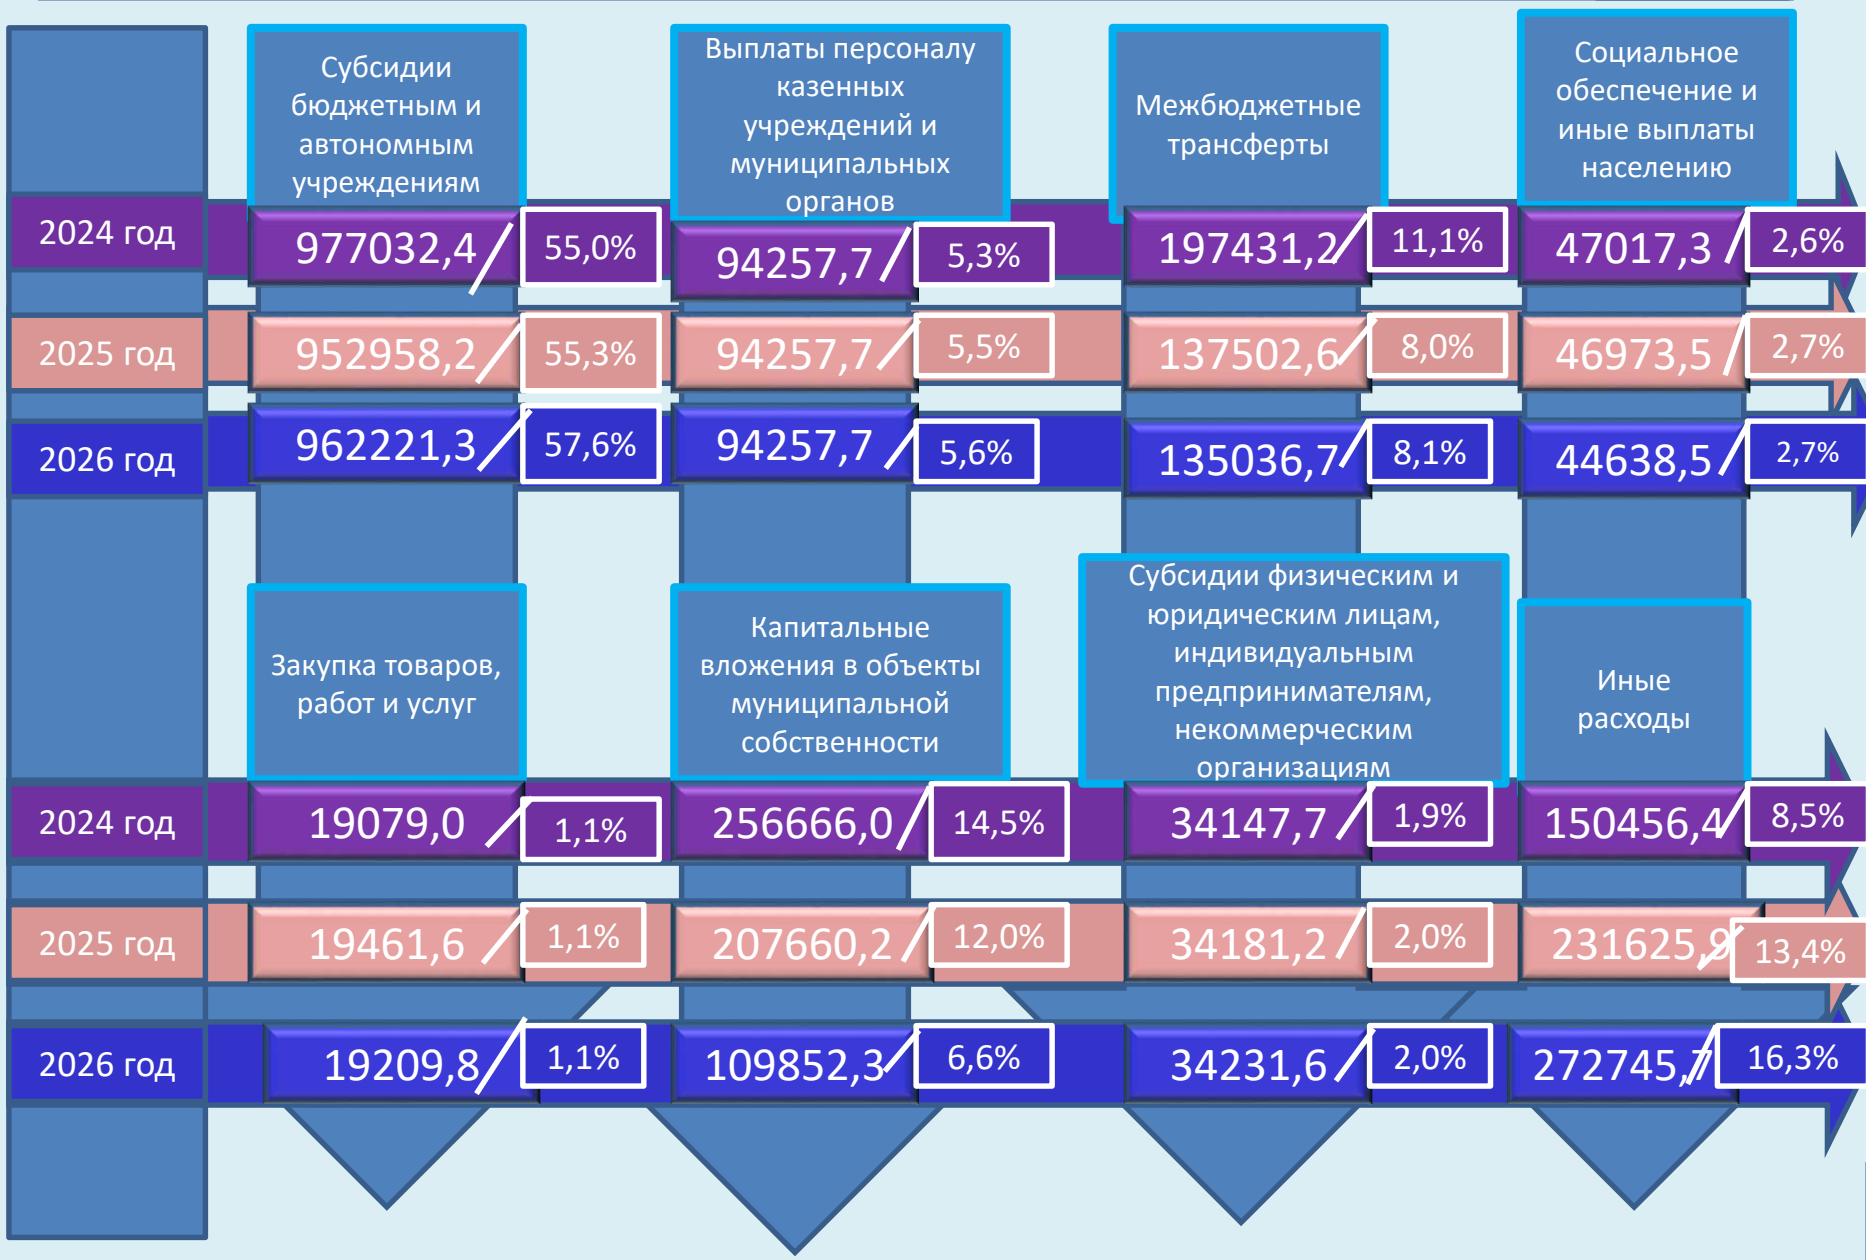 Субсидии
бюджетным и
автономным
учреждениям
Выплаты персоналу
казенных
учреждений и
муниципальных
органов
Межбюджетные
трансферты
Социальное
обеспечение и
иные выплаты
населению
2024 год
977032,4
55,0%
94257,7
5,3%
197431,2
11,1%
47017,3
2,6%
2025 год
952958,2
55,3%
94257,7
5,5%
137502,6
8,0%
46973,5
2,7%
2026 год
962221,3
57,6%
94257,7
5,6%
135036,7
8,1%
44638,5
2,7%
Закупка товаров,
работ и услуг
Капитальные
вложения в объекты
муниципальной
собственности
Субсидии физическим и
юридическим лицам,
индивидуальным
предпринимателям,
некоммерческим
организациям
Иные
расходы
2024 год
19079,0
1,1%
256666,0
14,5%
34147,7
1,9%
150456,4
8,5%
2025 год
19461,6
1,1%
207660,2
12,0%
34181,2
2,0%
231625,9
13,4%
2026 год
19209,8
1,1%
109852,3
6,6%
34231,6
2,0%
272745,7
16,3%